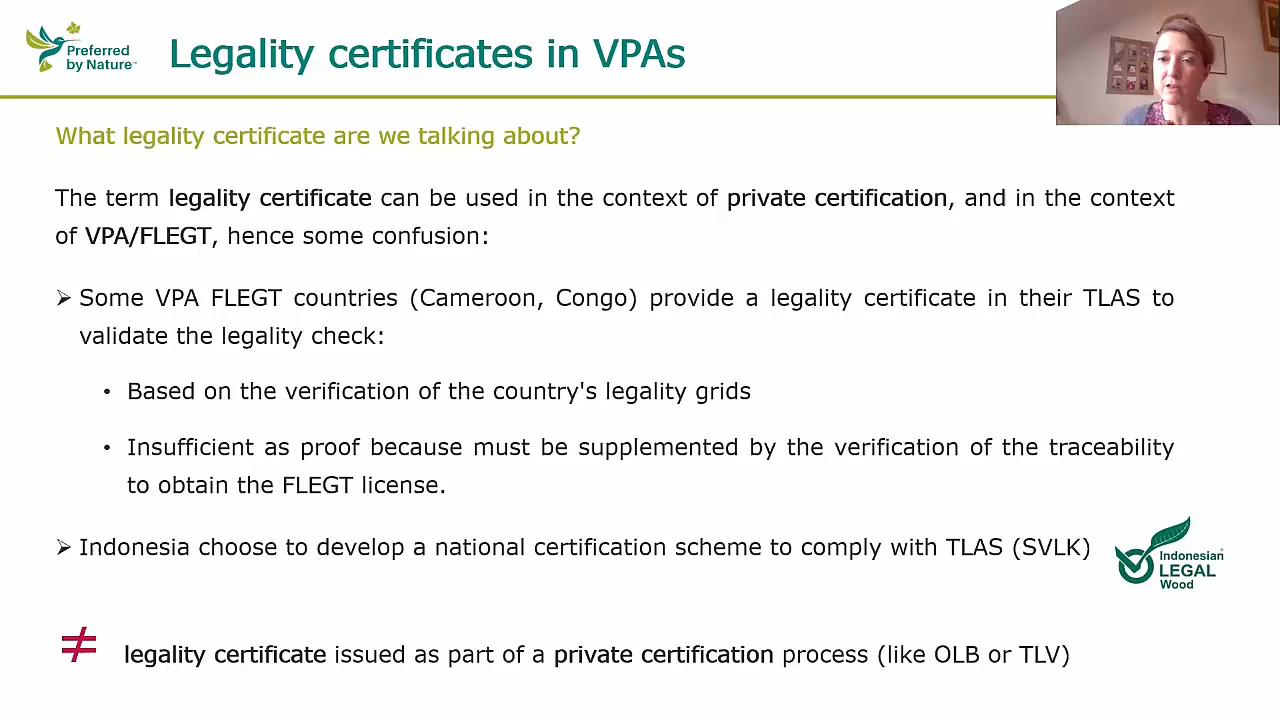 Preferred
by Nature™
Legality certificates in VPAs
What legality certificate are we talking about?
The term legality certificate can be used in the context of private certification, and in the context
of VPA/FLEGT, hence some confusion:
➢ Some VPA FLEGT countries (Cameroon, Congo) provide a legality certificate in their TLAS to
validate the legality check:
• Based on the verification of the country's legality grids
• Insufficient as proof because must be supplemented by the verification of the traceability
to obtain the FLEGT license.
➢ Indonesia choose to develop a national certification scheme to comply with TLAS (SVLK)
Indonesian
LEGAL
Wood
≠ legality certificate issued as part of a private certification process (like OLB or TLV)